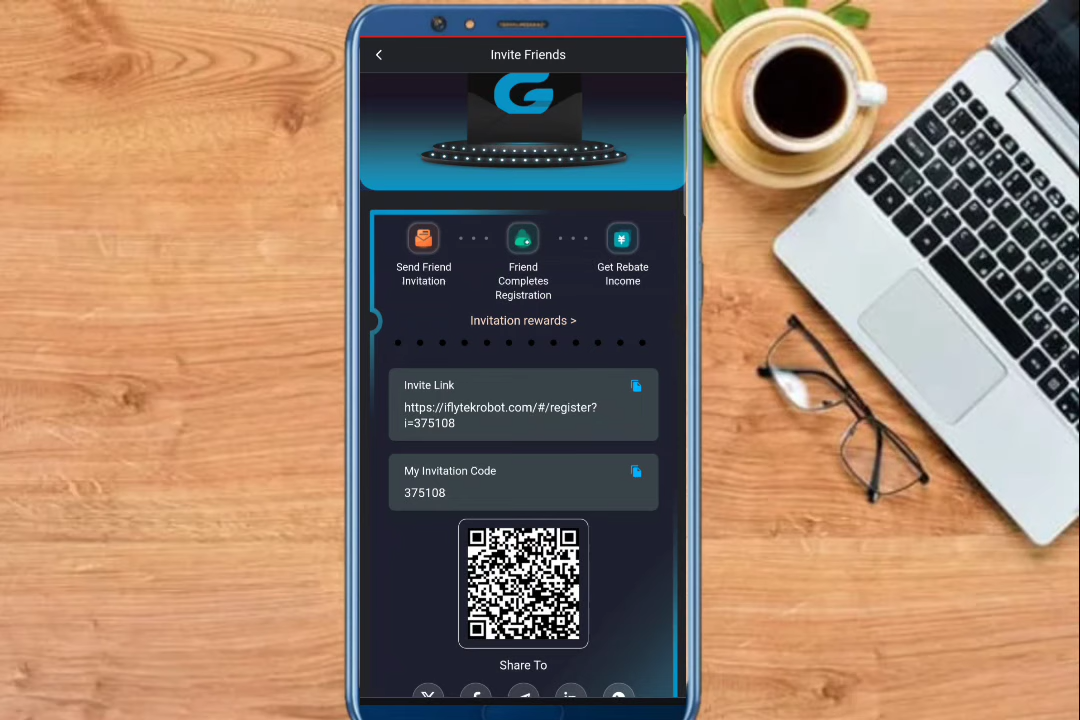 Invite Friends
Send Friend
Invitation
Friend
Completes
Registration
Get Rebate
Income
Invitation rewards >
Invite Link
https://iflytekrobot.com/#/register?
i=375108
My Invitation Code
375108
Share To